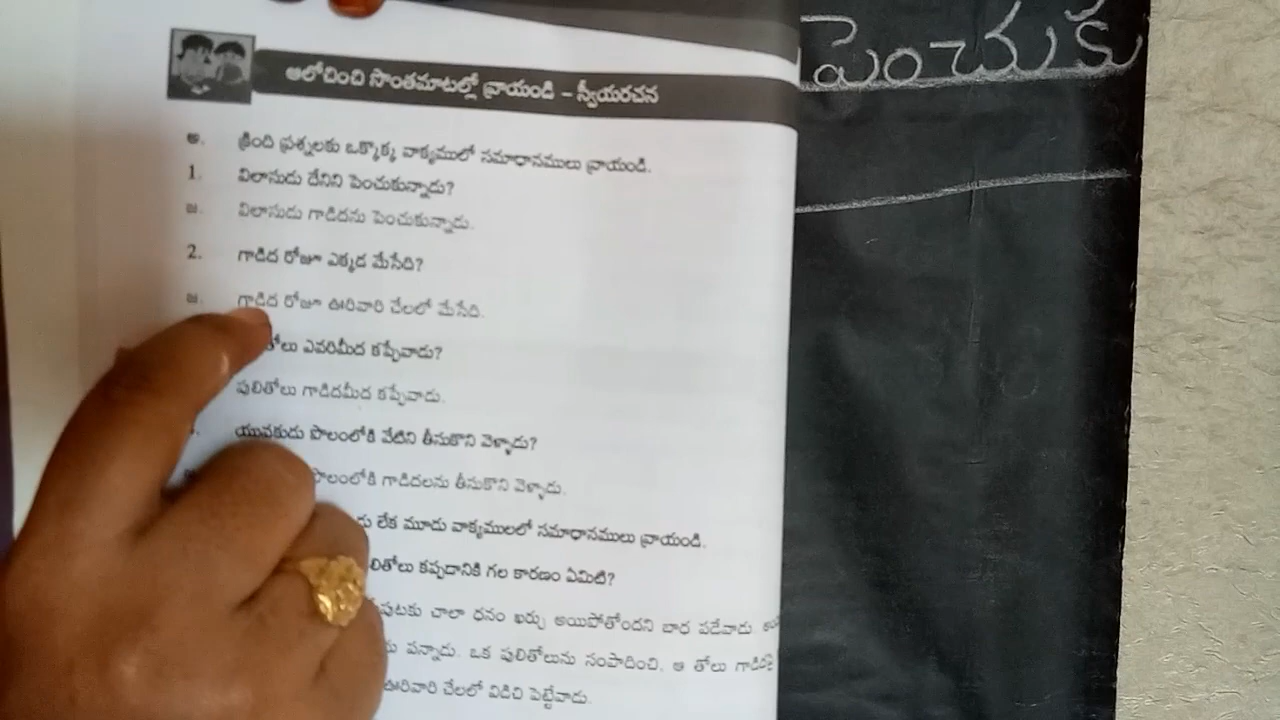 ఆలోచించి సొంతమాటల్లో వ్రాయండి – స్వీయరచన
అ. క్రింది ప్రశ్నలకు ఒక్కొక్క వాక్యములో సమాధానములు వ్రాయండి.
1. విలాసుడు దేనిని పెంచుకున్నాడు?
జ. విలాసుడు గాడిదను పెంచుకున్నాడు.
2. గాడిద రోజూ ఎక్కడ మేసేది?
జ. గాడిద రోజూ ఊరివారి చేలలో మేసేది.
ఎవరిమీద కప్పేవాడు?
పులితోలు గాడిదమీద కప్పేవాడు.
యువకుడు పొలంలోకి వేటిని తీసుకొని వెళ్ళాడు?
పొలంలోకి గాడిదలను తీసుకొని వెళ్ళాడు.
లేక మూడు వాక్యములలో సమాధానములు వ్రాయండి.
కప్పడానికి గల కారణం ఏమిటి?
చాలా ధనం ఖర్చు అయిపోతోందని బాధ పడేవాడు.
పన్నాడు. ఒక పులితోలును సంపాదించి, ఆ తోలు
ఊరివారి చేలలో విడిచి పెట్టేవాడు.
పెంచుకు